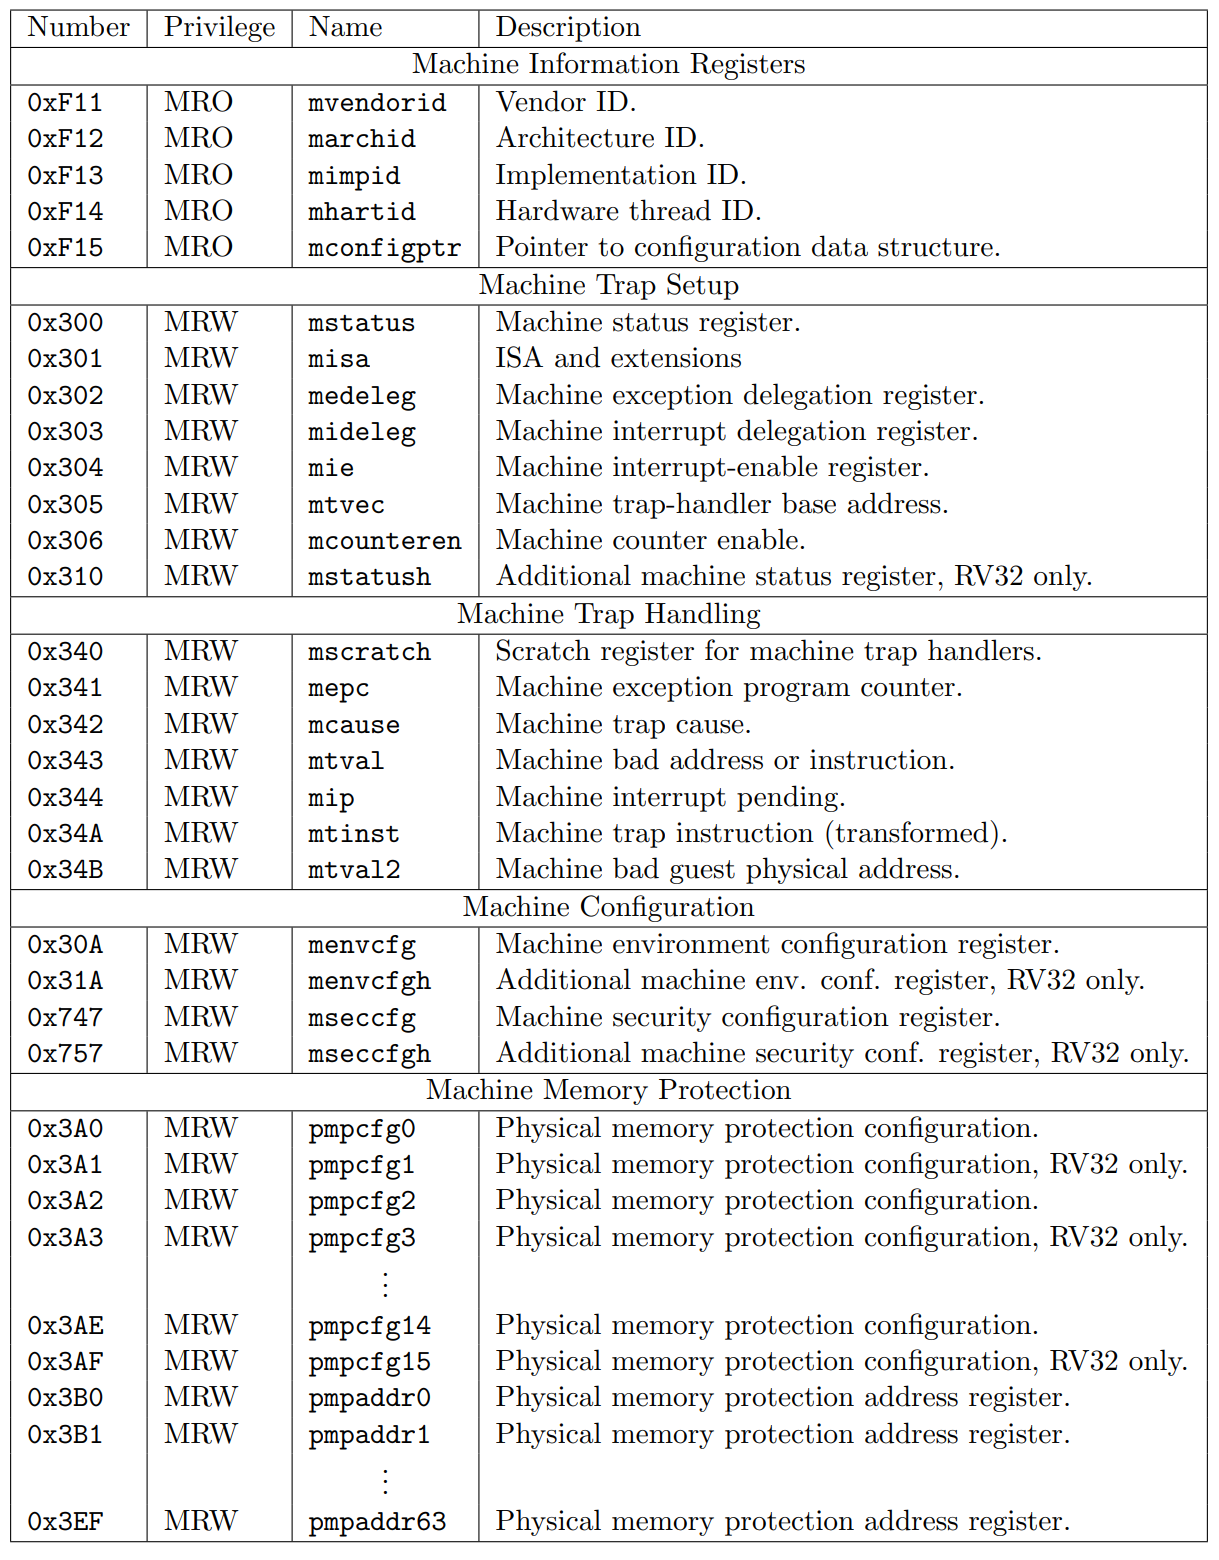 Number Privilege Name Description
Machine Information Registers
0xF11 MRO mvendorid Vendor ID.
0xF12 MRO marchid Architecture ID.
0xF13 MRO mimpid Implementation ID.
0xF14 MRO mhartid Hardware thread ID.
0xF15 MRO mconfigptr Pointer to configuration data structure.
Machine Trap Setup
0x300 MRW mstatus Machine status register.
0x301 MRW misa ISA and extensions
0x302 MRW medeleg Machine exception delegation register.
0x303 MRW mideleg Machine interrupt delegation register.
0x304 MRW mie Machine interrupt-enable register.
0x305 MRW mtvec Machine trap-handler base address.
0x306 MRW mcounteren Machine counter enable.
0x310 MRW mstatush Additional machine status register, RV32 only.
Machine Trap Handling
0x340 MRW mscratch Scratch register for machine trap handlers.
0x341 MRW mepc Machine exception program counter.
0x342 MRW mcause Machine trap cause.
0x343 MRW mtval Machine bad address or instruction.
0x344 MRW mip Machine interrupt pending.
0x34A MRW mtinst Machine trap instruction (transformed).
0x34B MRW mtval2 Machine bad guest physical address.
Machine Configuration
0x30A MRW menvcfg Machine environment configuration register.
0x31A MRW menvcfgh Additional machine env. conf. register, RV32 only.
0x747 MRW mseccfg Machine security configuration register.
0x757 MRW mseccfgh Additional machine security conf. register, RV32 only.
Machine Memory Protection
0x3A0 MRW pmpcfg0 Physical memory protection configuration.
0x3A1 MRW pmpcfg1 Physical memory protection configuration, RV32 only.
0x3A2 MRW pmpcfg2 Physical memory protection configuration.
0x3A3 MRW pmpcfg3 Physical memory protection configuration, RV32 only.
⋮
0x3AE MRW pmpcfg14 Physical memory protection configuration.
0x3AF MRW pmpcfg15 Physical memory protection configuration, RV32 only.
0x3B0 MRW pmpaddr0 Physical memory protection address register.
0x3B1 MRW pmpaddr1 Physical memory protection address register.
⋮
0x3EF MRW pmpaddr63 Physical memory protection address register.